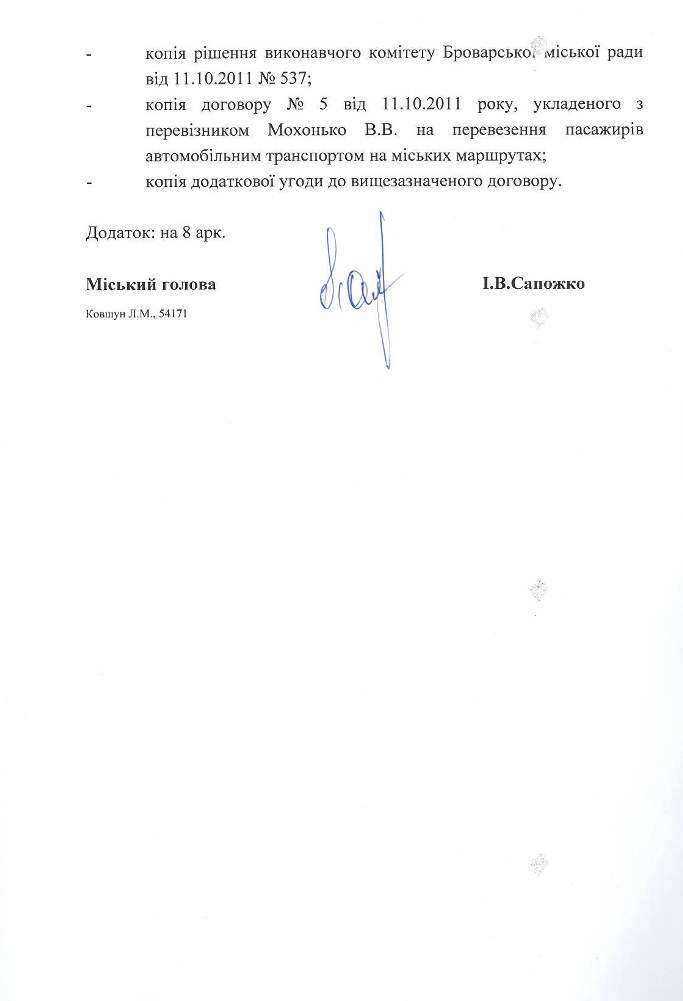 - копія рішення виконавчого комітету Броварської міської ради
від 11.10.2011 № 537;
- копія договору № 5 від 11.10.2011 року, укладеного з
перевізником Мохонько В.В. на перевезення пасажирів
автомобільним транспортом на міських маршрутах;
- копія додаткової угоди до вищезазначеного договору.
Додаток: на 8 арк.
Міський голова І.В.Сапожко
Ковшун Л.М., 54171